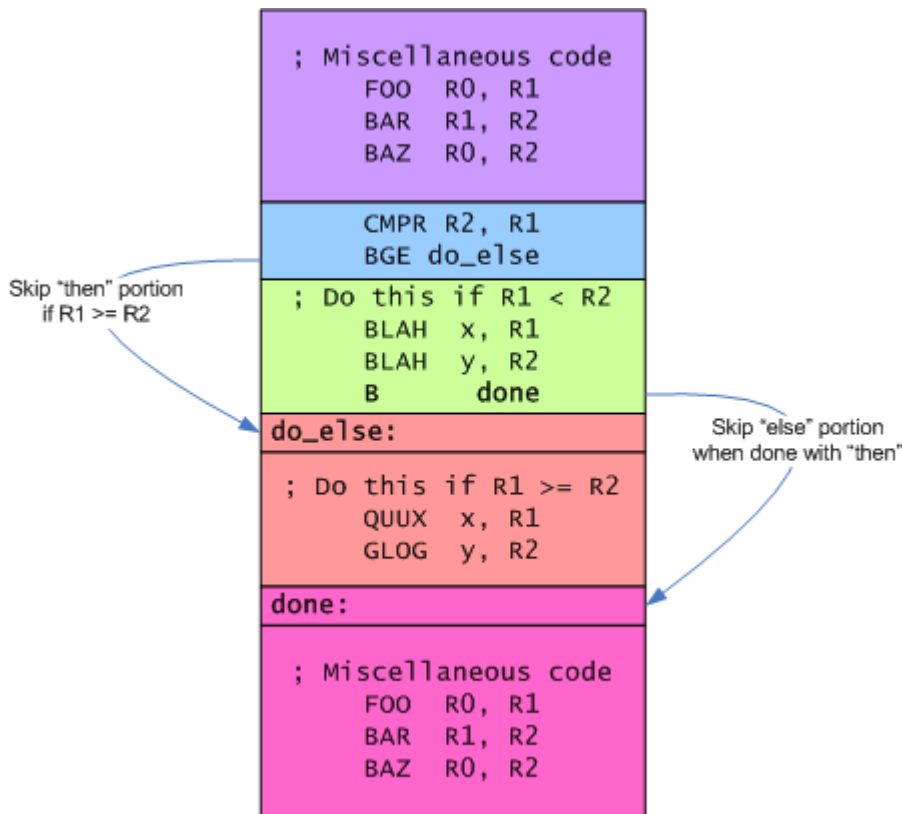 ; Miscellaneous code
FOO R0, R1
BAR R1, R2
BAZ R0, R2
CMPR R2, R1
BGE do_else
Skip “then” portion
if R1 >= R2
; Do this if R1 < R2
BLAH x, R1
BLAH y, R2
B done
Skip “else” portion
when done with “then”
do_else:
; Do this if R1 >= R2
QUUX x, R1
GLOG y, R2
done:
; Miscellaneous code
FOO R0, R1
BAR R1, R2
BAZ R0, R2